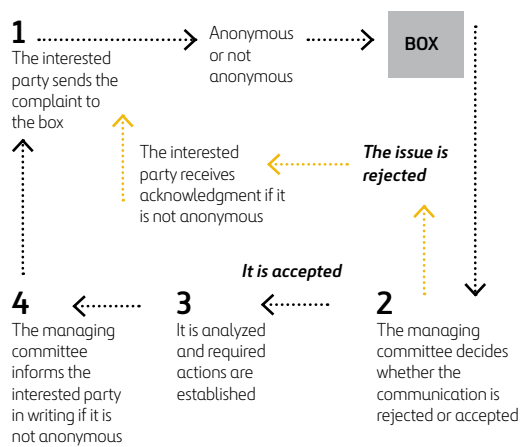 1
The interested
party sends the
complaint to
the box
Anonymous
or not
anonymous
BOX
The interested
party receives
acknowledgment if it
is not anonymous
The issue is
rejected
It is accepted
2
The managing
committee decides
whether the
communication is
rejected or accepted
3
It is analyzed
and required
actions are
established
4
The managing
committee
informs the
interested party
in writing if it is
not anonymous